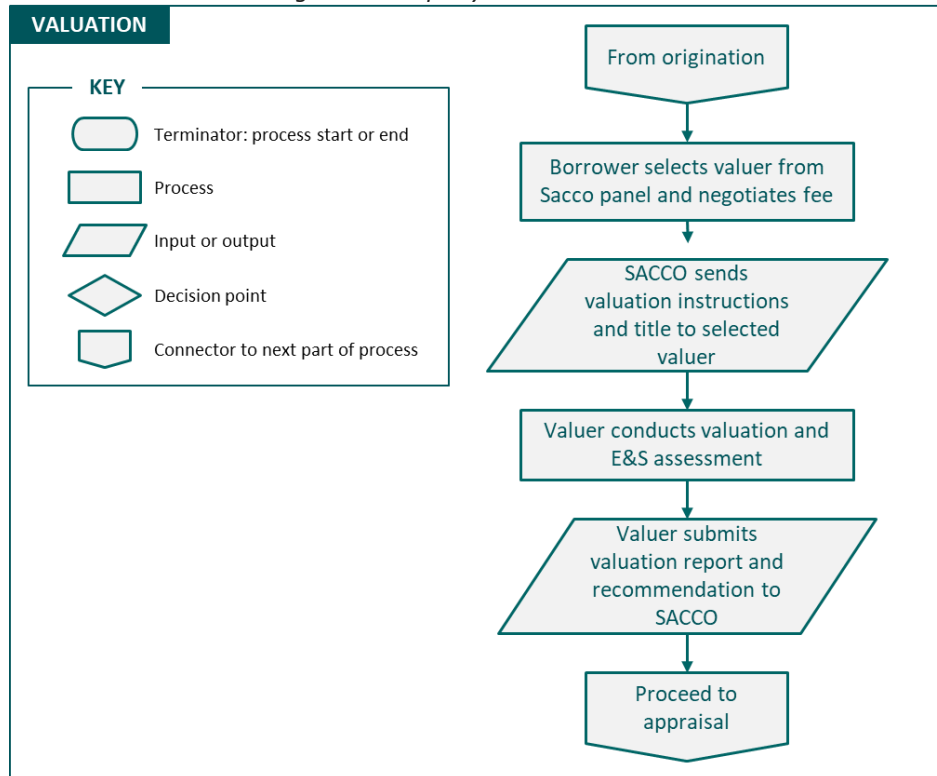 VALUATION
KEY
Terminator: process start or end
Process
Input or output
Decision point
Connector to next part of process
From origination
Borrower selects valuer from
Sacco panel and negotiates fee
SACCO sends
valuation instructions
and title to selected
valuer
Valuer conducts valuation and
E&S assessment
Valuer submits
valuation report and
recommendation to
SACCO
Proceed to
appraisal